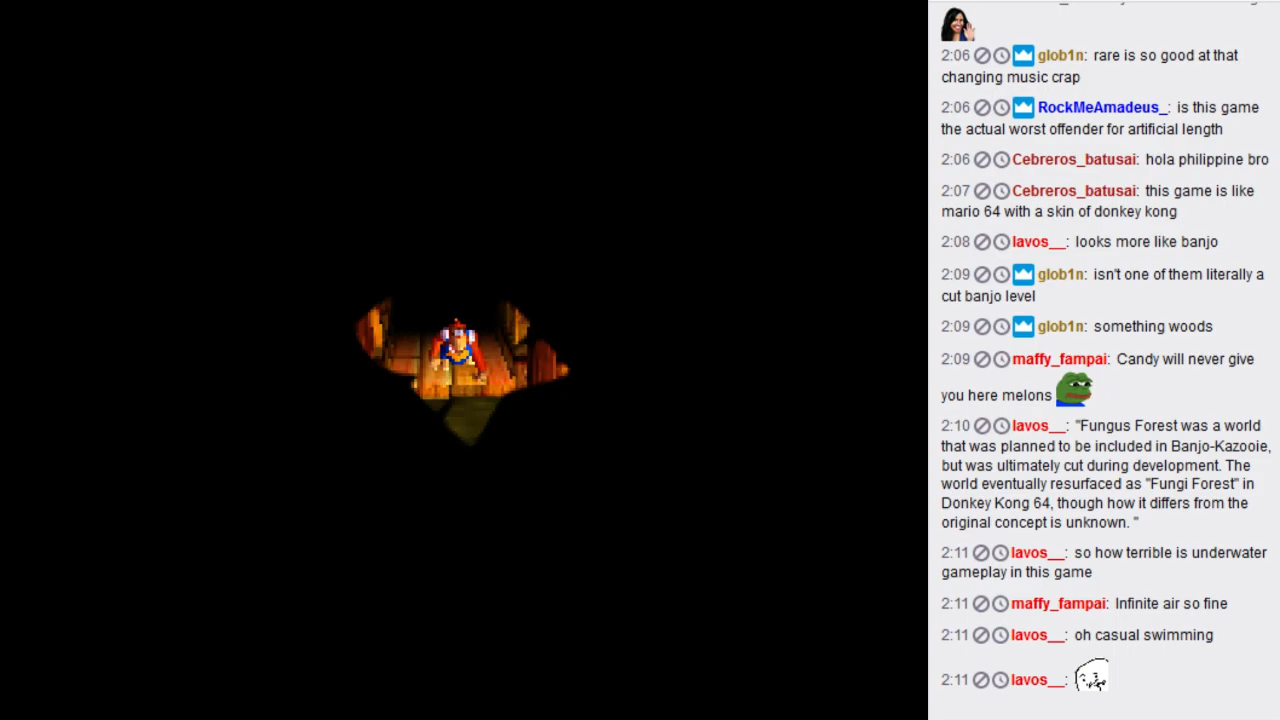 2:06 glob1n: rare is so good at that
changing music crap
2:06 RockMeAmadeus_: is this game
the actual worst offender for artificial length
2:06 Cebreros_batusai: hola philippine bro
2:07 Cebreros_batusai: this game is like
mario 64 with a skin of donkey kong
2:08 lavos__: looks more like banjo
2:09 glob1n: isn't one of them literally a
cut banjo level
2:09 glob1n: something woods
2:09 maffy_fampai: Candy will never give
you here melons
2:10 lavos__: "Fungus Forest was a world
that was planned to be included in Banjo-Kazooie,
but was ultimately cut during development. The
world eventually resurfaced as "Fungi Forest" in
Donkey Kong 64, though how it differs from the
original concept is unknown. "
2:11 lavos__: so how terrible is underwater
gameplay in this game
2:11 maffy_fampai: Infinite air so fine
2:11 lavos__: oh casual swimming
2:11 lavos__: